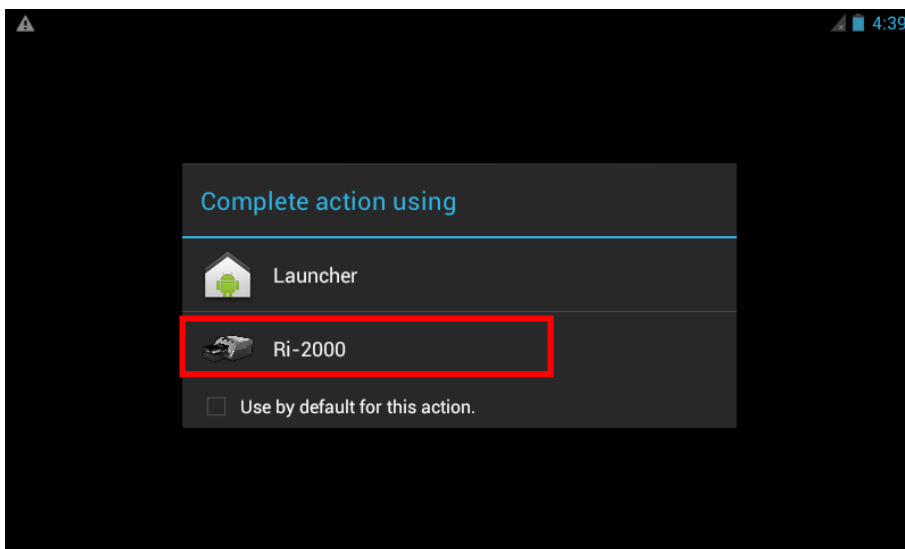 4:39
Complete action using
Launcher
Ri-2000
Use by default for this action.